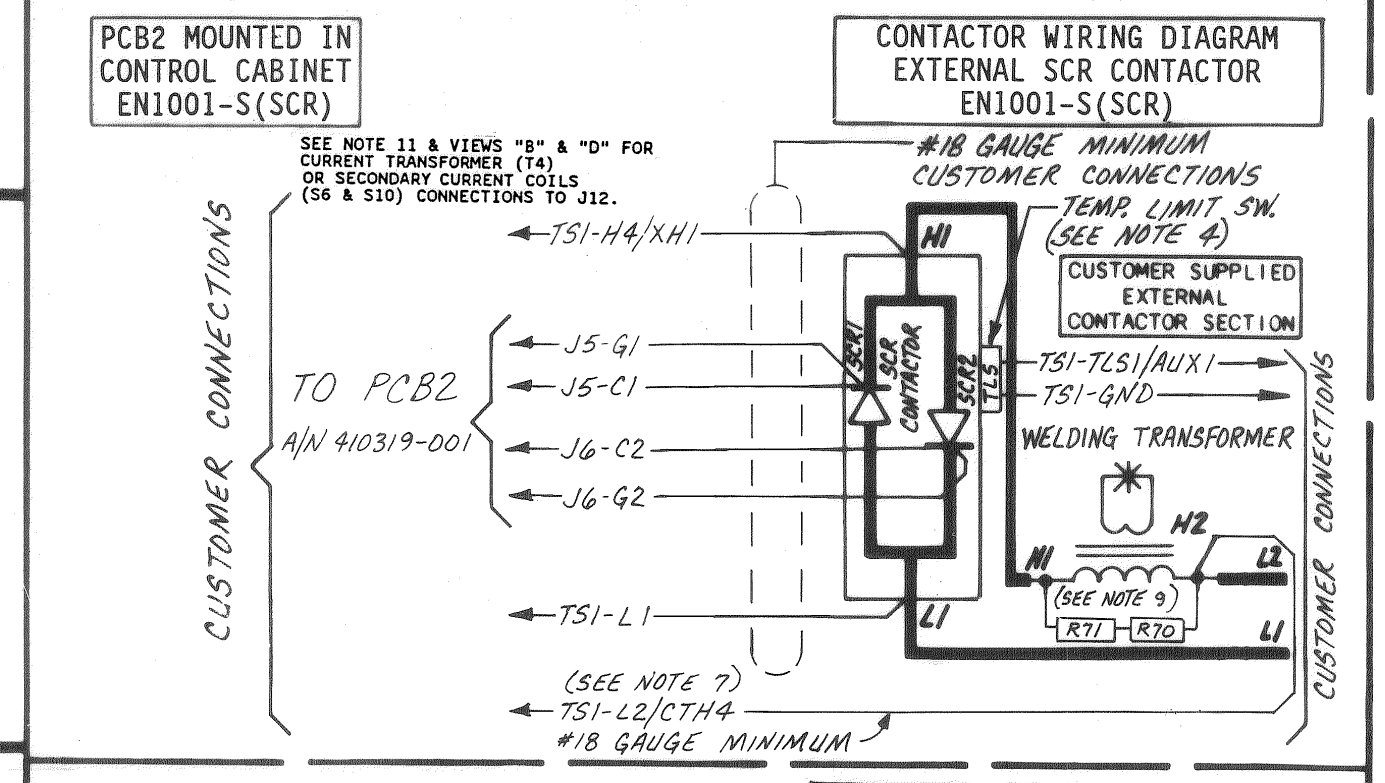 PCB2 MOUNTED IN
CONTROL CABINET
EN1001-S(SCR)
CONTACTOR WIRING DIAGRAM
EXTERNAL SCR CONTACTOR
EN1001-S(SCR)
SEE NOTE 11 & VIEWS "B" & "D" FOR
CURRENT TRANSFORMER (T4)
OR SECONDARY CURRENT COILS
(S6 & S10) CONNECTIONS TO J12.
#18 GAUGE MINIMUM
CUSTOMER CONNECTIONS
TEMP. LIMIT SW.
(SEE NOTE 4)
CUSTOMER SUPPLIED
EXTERNAL
CONTACTOR SECTION
CUSTOMER CONNECTIONS
TS1-H4/XH1
H1
TO PCB2
A/N 410319-001
J5-G1
J5-C1
J6-C2
J6-G2
SCR1
SCR
CONTACTOR
SCR2
TLS
TS1-TLS1/AUX1
TS1-GND
WELDING TRANSFORMER
H1
H2
L2
(SEE NOTE 9)
R71
R70
L1
TS1-L1
L1
(SEE NOTE 7)
TS1-L2/CTH4
#18 GAUGE MINIMUM
CUSTOMER CONNECTIONS